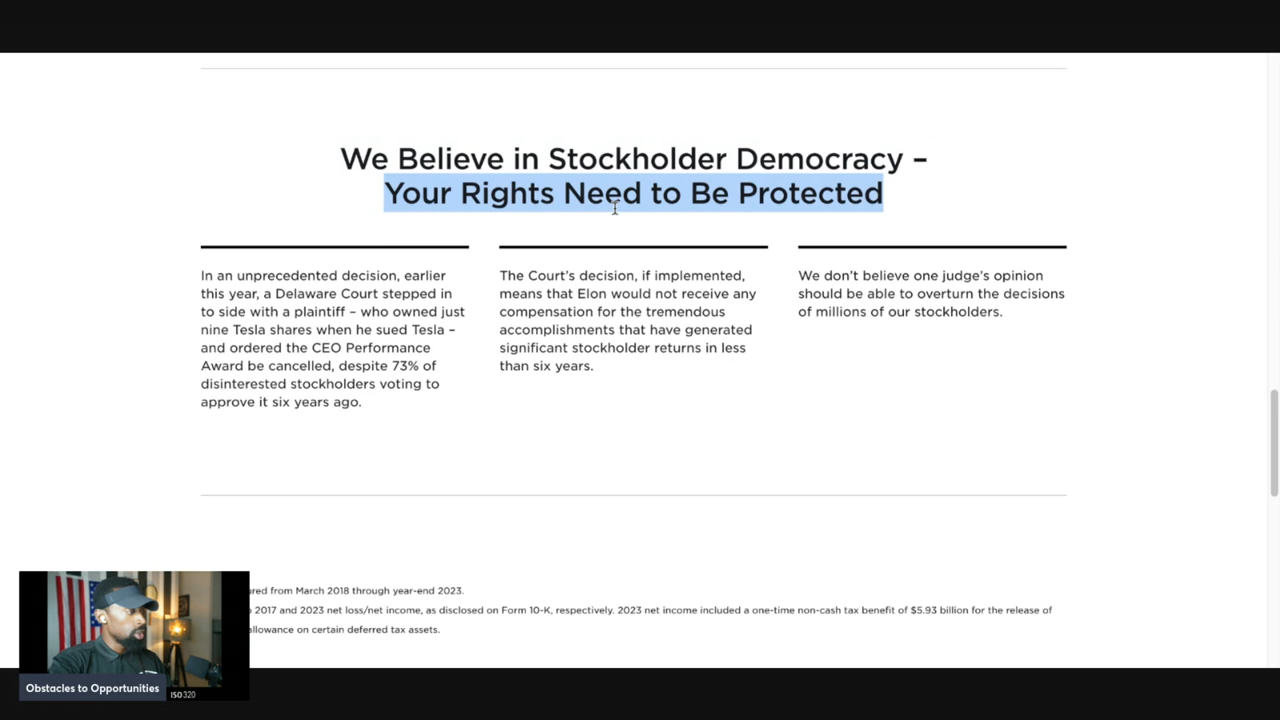 We Believe in Stockholder Democracy –
Your Rights Need to Be Protected
In an unprecedented decision, earlier
this year, a Delaware Court stepped in
to side with a plaintiff – who owned just
nine Tesla shares when he sued Tesla –
and ordered the CEO Performance
Award be cancelled, despite 73% of
disinterested stockholders voting to
approve it six years ago.
The Court’s decision, if implemented,
means that Elon would not receive any
compensation for the tremendous
accomplishments that have generated
significant stockholder returns in less
than six years.
We don’t believe one judge’s opinion
should be able to overturn the decisions
of millions of our stockholders.
from March 2018 through year-end 2023.
2017 and 2023 net loss/net income, as disclosed on Form 10-K, respectively. 2023 net income included a one-time non-cash tax benefit of $5.93 billion for the release of
on certain deferred tax assets.
Obstacles to Opportunities
ISO320